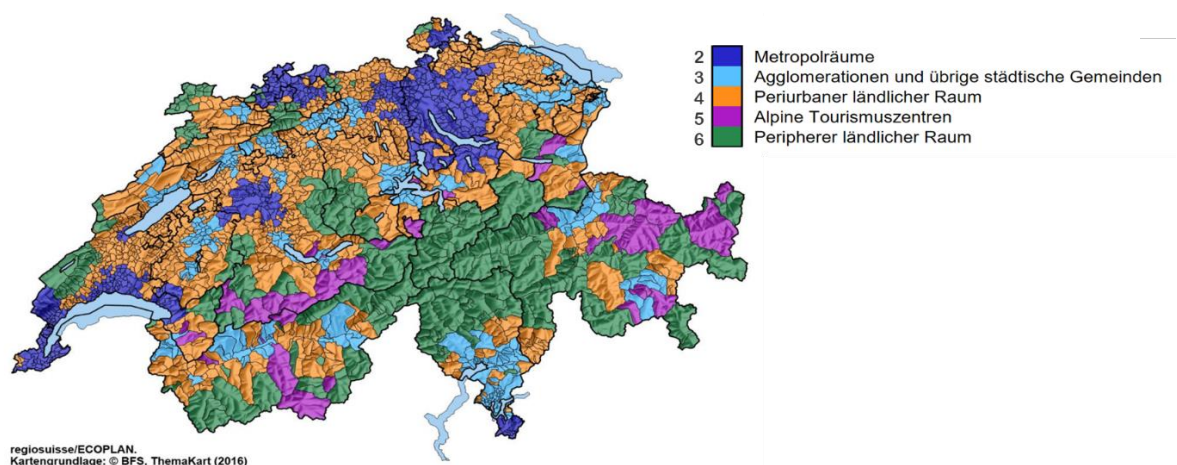 2 Metropolräume
3 Agglomerationen und übrige städtische Gemeinden
4 Periurbaner ländlicher Raum
5 Alpine Tourismuszentren
6 Peripherer ländlicher Raum
regiosuisse/ECOPLAN.
Kartengrundlage: © BFS, ThemaKart (2016)